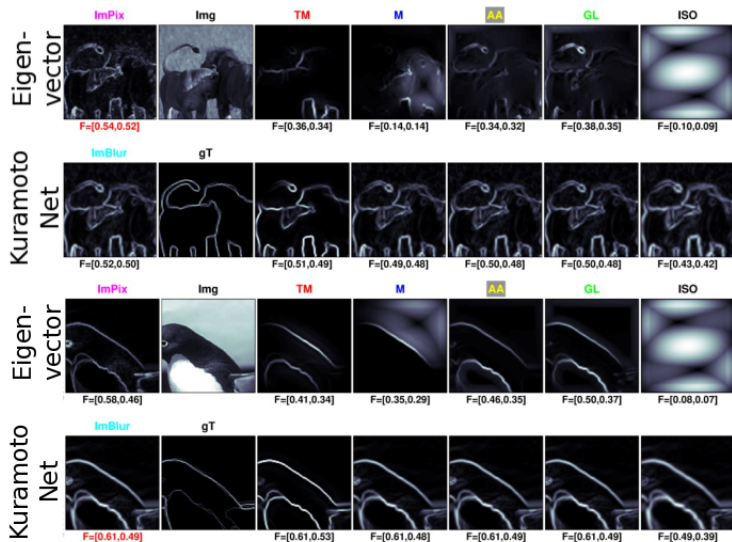 ImPix Img TM M AA GL ISO
Eigen-
vector
F=[0.54,0.52] F=[0.36,0.34] F=[0.14,0.14] F=[0.34,0.32] F=[0.38,0.35] F=[0.10,0.09]
ImBlur gT
Kuramoto
Net
F=[0.52,0.50] F=[0.51,0.49] F=[0.49,0.48] F=[0.50,0.48] F=[0.50,0.48] F=[0.43,0.42]
ImPix Img TM M AA GL ISO
Eigen-
vector
F=[0.58,0.46] F=[0.41,0.34] F=[0.35,0.29] F=[0.46,0.35] F=[0.50,0.37] F=[0.08,0.07]
ImBlur gT
Kuramoto
Net
F=[0.61,0.49] F=[0.61,0.53] F=[0.61,0.48] F=[0.61,0.49] F=[0.61,0.49] F=[0.49,0.39]